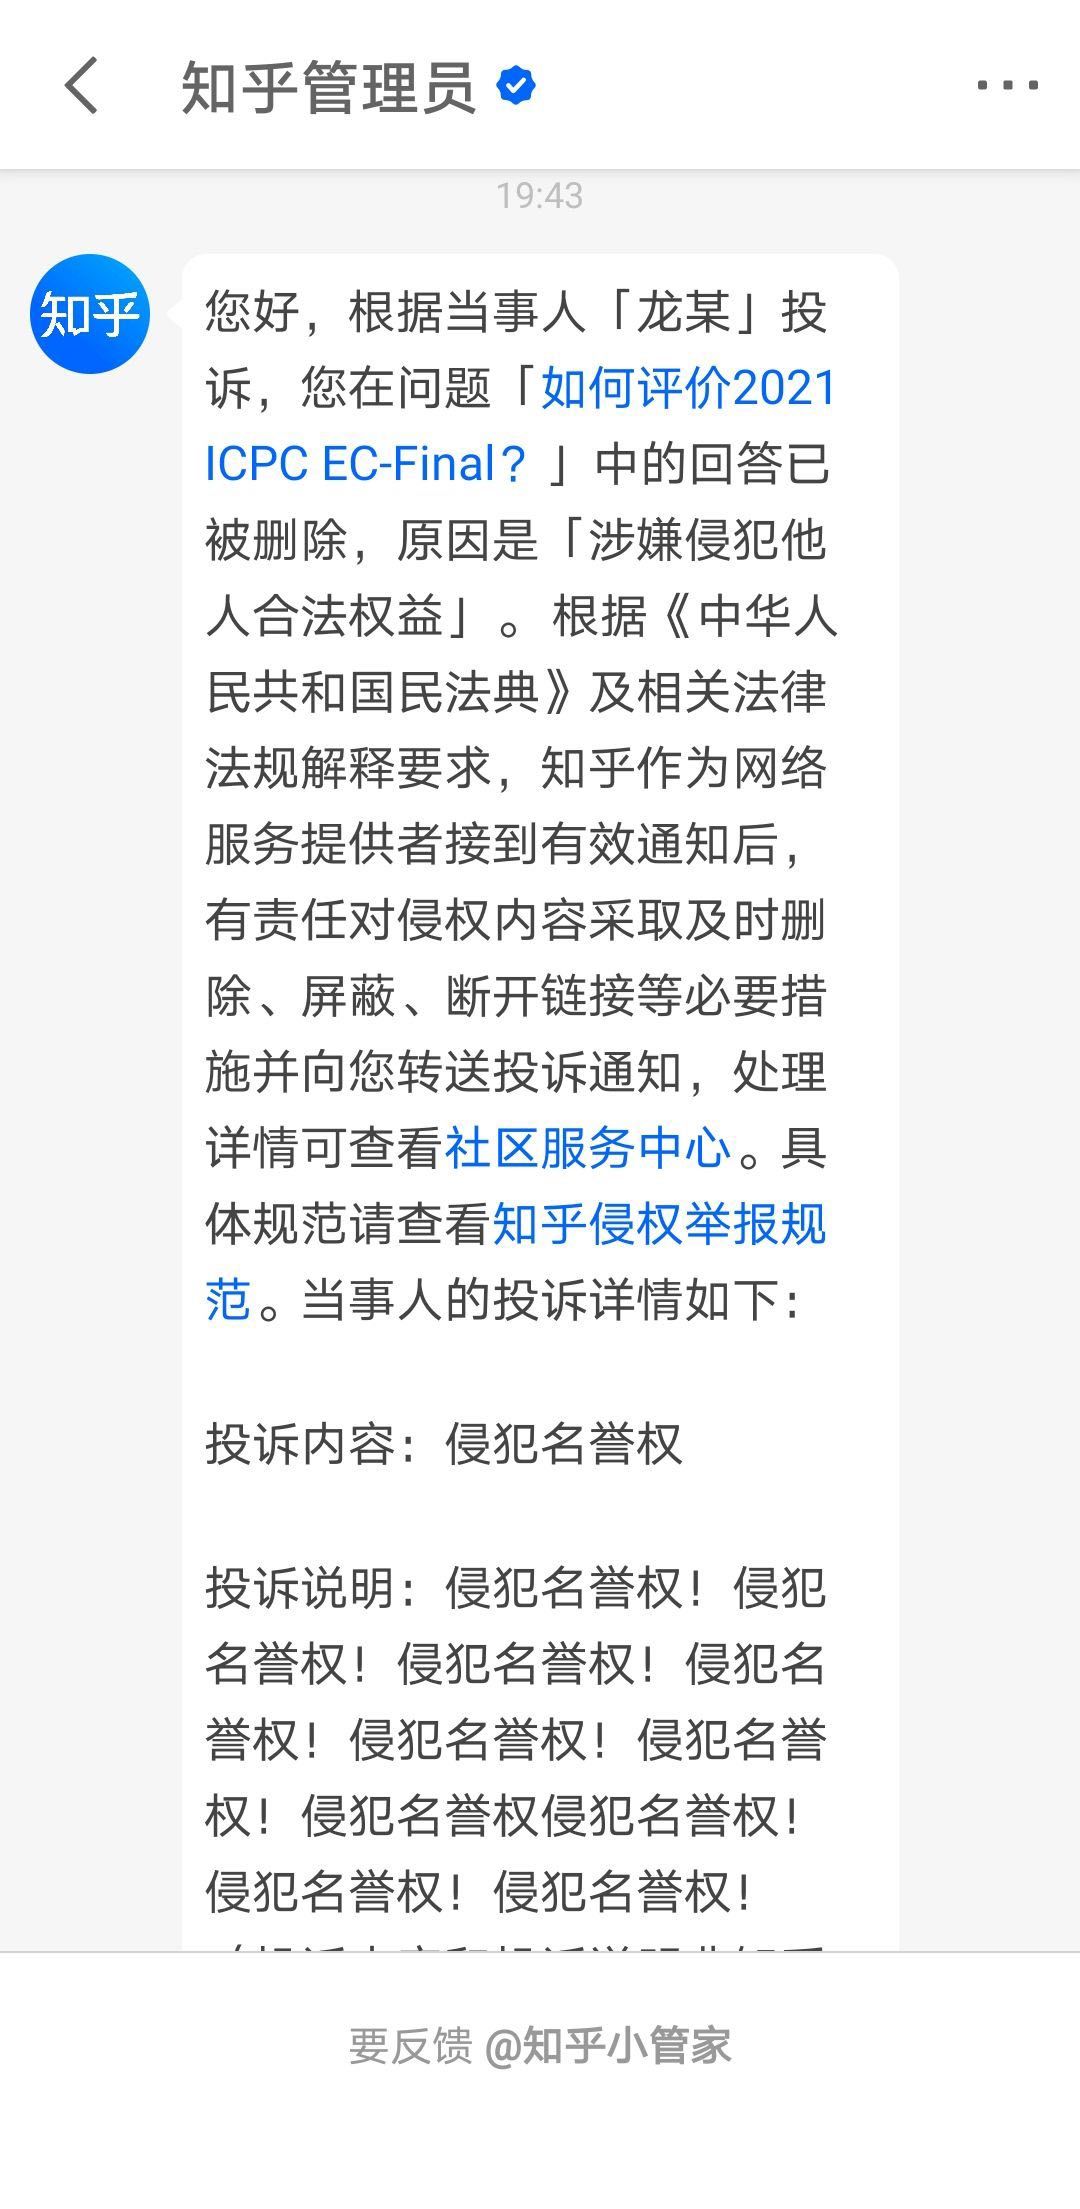 知乎管理员
19:43
知乎
您好，根据当事人「龙某」投
诉，您在问题「如何评价2021
ICPC EC-Final？」中的回答已
被删除，原因是「涉嫌侵犯他
人合法权益」。根据《中华人
民共和国民法典》及相关法律
法规解释要求，知乎作为网络
服务提供者接到有效通知后，
有责任对侵权内容采取及时删
除、屏蔽、断开链接等必要措
施并向您转送投诉通知，处理
详情可查看社区服务中心。具
体规范请查看知乎侵权举报规
范。当事人的投诉详情如下：
投诉内容：侵犯名誉权
投诉说明：侵犯名誉权！侵犯
名誉权！侵犯名誉权！侵犯名
誉权！侵犯名誉权！侵犯名誉
权！侵犯名誉权侵犯名誉权！
侵犯名誉权！侵犯名誉权！
要反馈 @知乎小管家